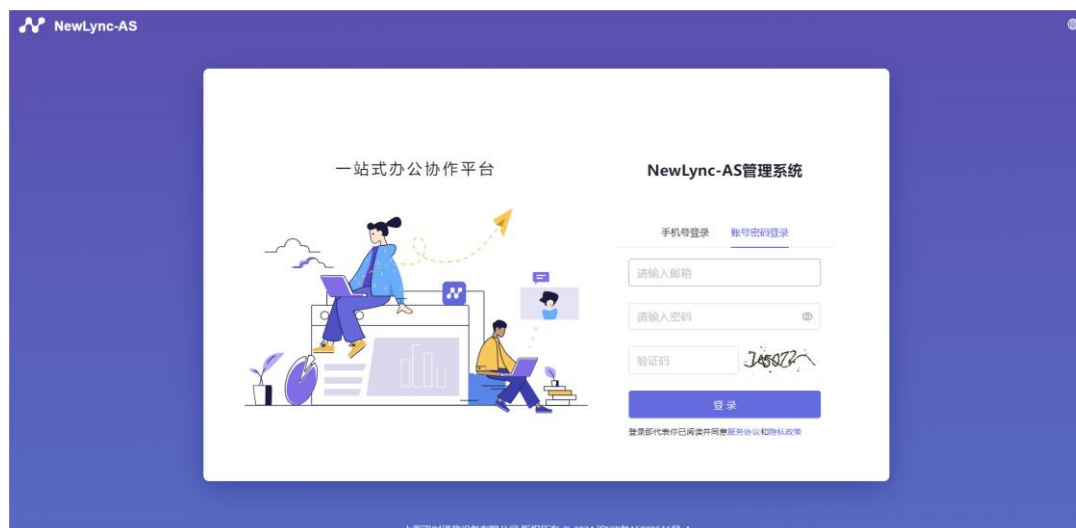 NewLync-AS
一站式办公协作平台
NewLync-AS管理系统
手机号登录 账号密码登录
请输入邮箱
请输入密码
验证码
登录
登录即代表你已阅读并同意服务协议和隐私政策